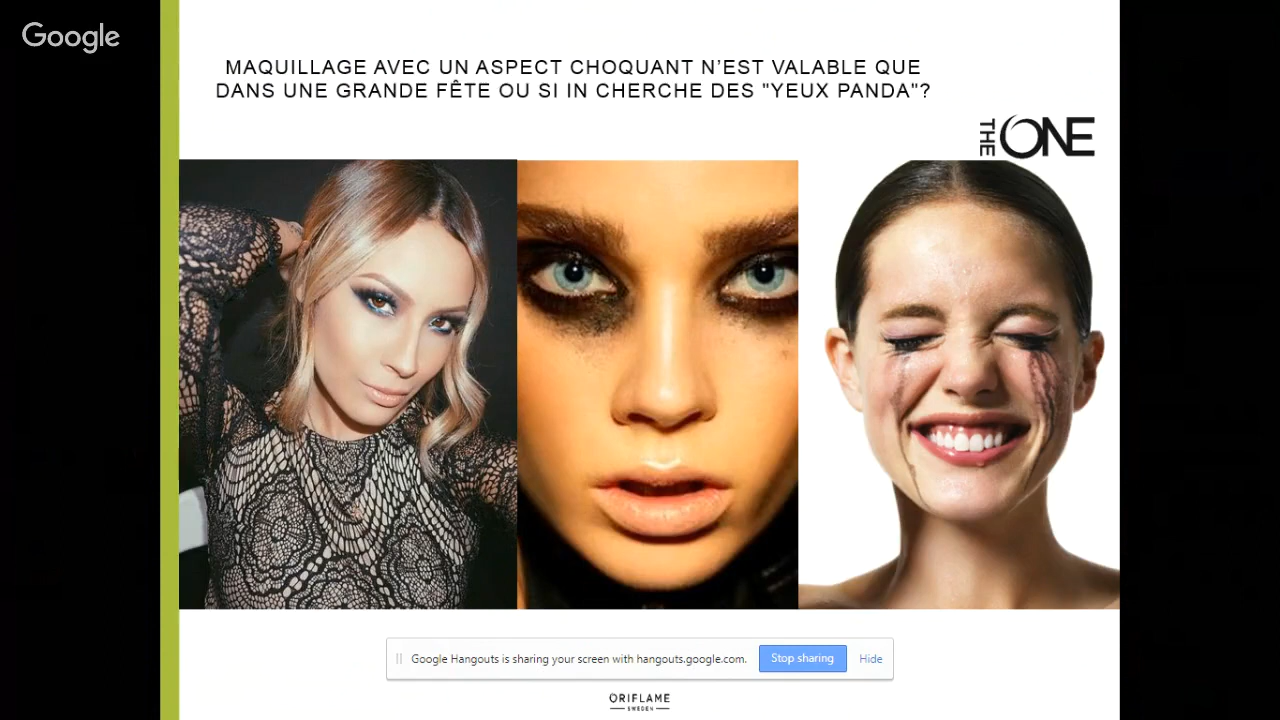 Google
MAQUILLAGE AVEC UN ASPECT CHOQUANT N’EST VALABLE QUE
DANS UNE GRANDE FÊTE OU SI IN CHERCHE DES "YEUX PANDA"?
THE ONE
Google Hangouts is sharing your screen with hangouts.google.com.
Stop sharing
Hide
ORIFLAME
SWEDEN